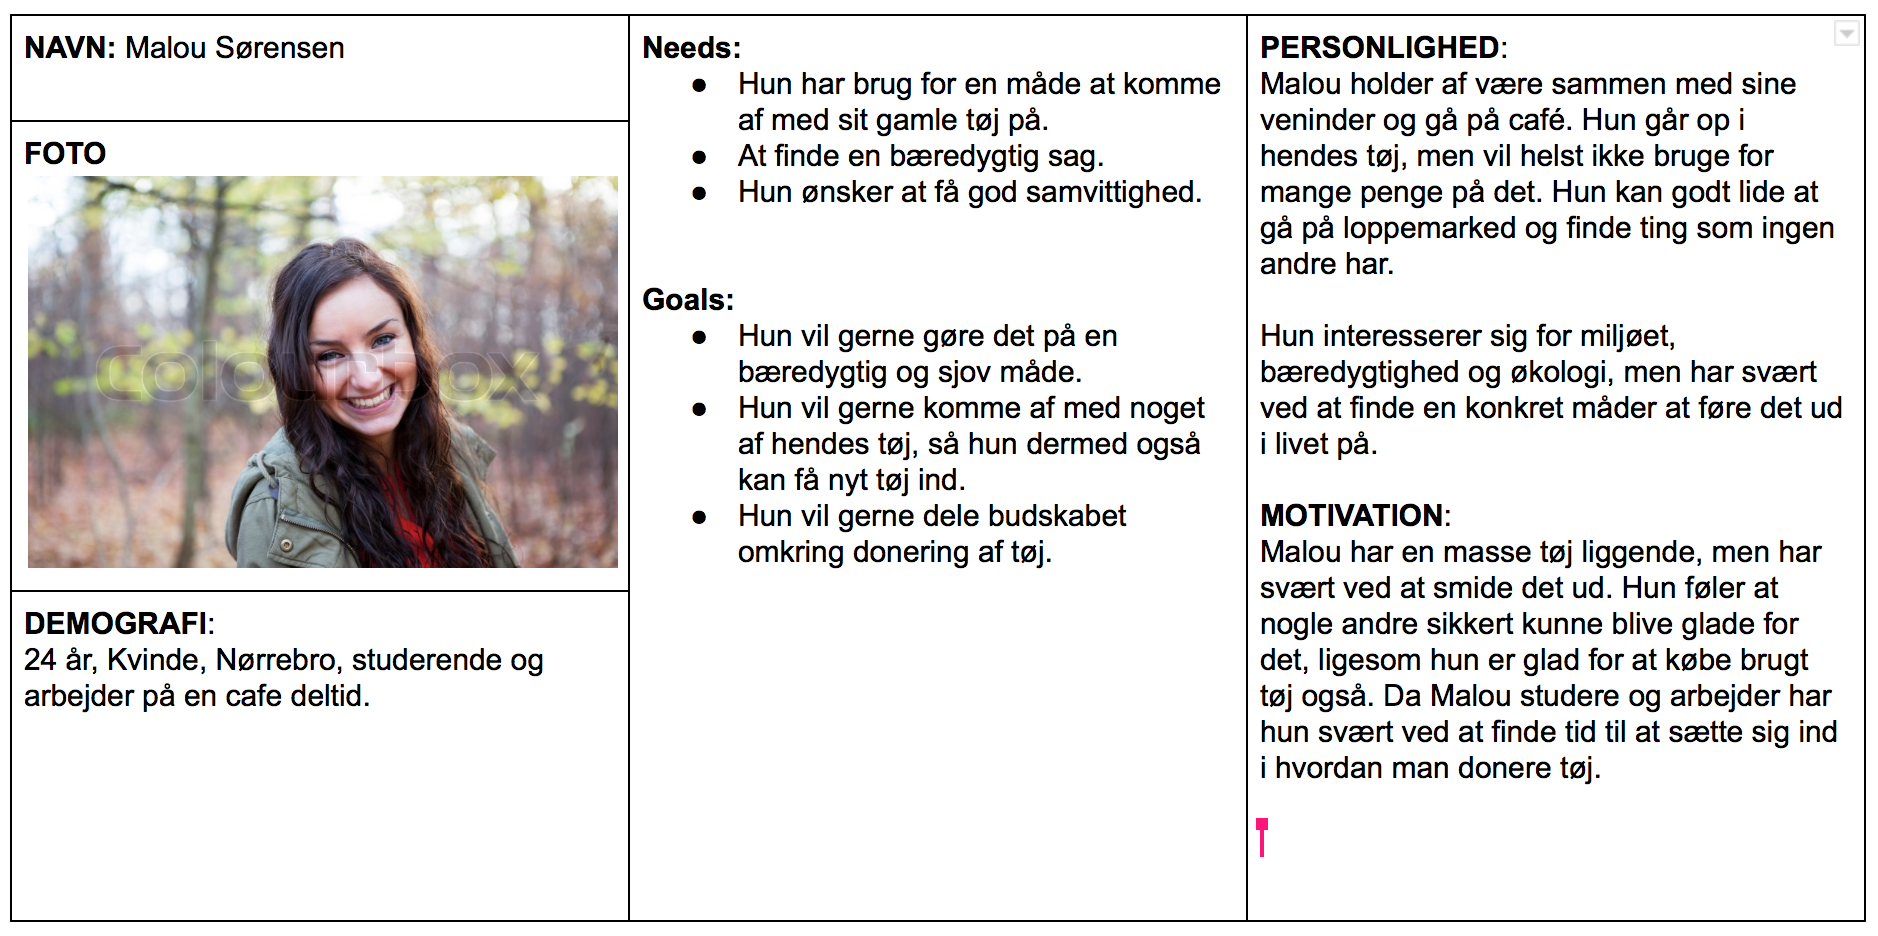 NAVN: Malou Sørensen
FOTO
Colourbox
DEMOGRAFI:
24 år, Kvinde, Nørrebro, studerende og
arbejder på en cafe deltid.
Needs:
● Hun har brug for en måde at komme
af med sit gamle tøj på.
● At finde en bæredygtig sag.
● Hun ønsker at få god samvittighed.
Goals:
● Hun vil gerne gøre det på en
bæredygtig og sjov måde.
● Hun vil gerne komme af med noget
af hendes tøj, så hun dermed også
kan få nyt tøj ind.
● Hun vil gerne dele budskabet
omkring donering af tøj.
PERSONLIGHED:
Malou holder af være sammen med sine
veninder og gå på café. Hun går op i
hendes tøj, men vil helst ikke bruge for
mange penge på det. Hun kan godt lide at
gå på loppemarked og finde ting som ingen
andre har.
Hun interesserer sig for miljøet,
bæredygtighed og økologi, men har svært
ved at finde en konkret måder at føre det ud
i livet på.
MOTIVATION:
Malou har en masse tøj liggende, men har
svært ved at smide det ud. Hun føler at
nogle andre sikkert kunne blive glade for
det, ligesom hun er glad for at købe brugt
tøj også. Da Malou studere og arbejder har
hun svært ved at finde tid til at sætte sig ind
i hvordan man donere tøj.